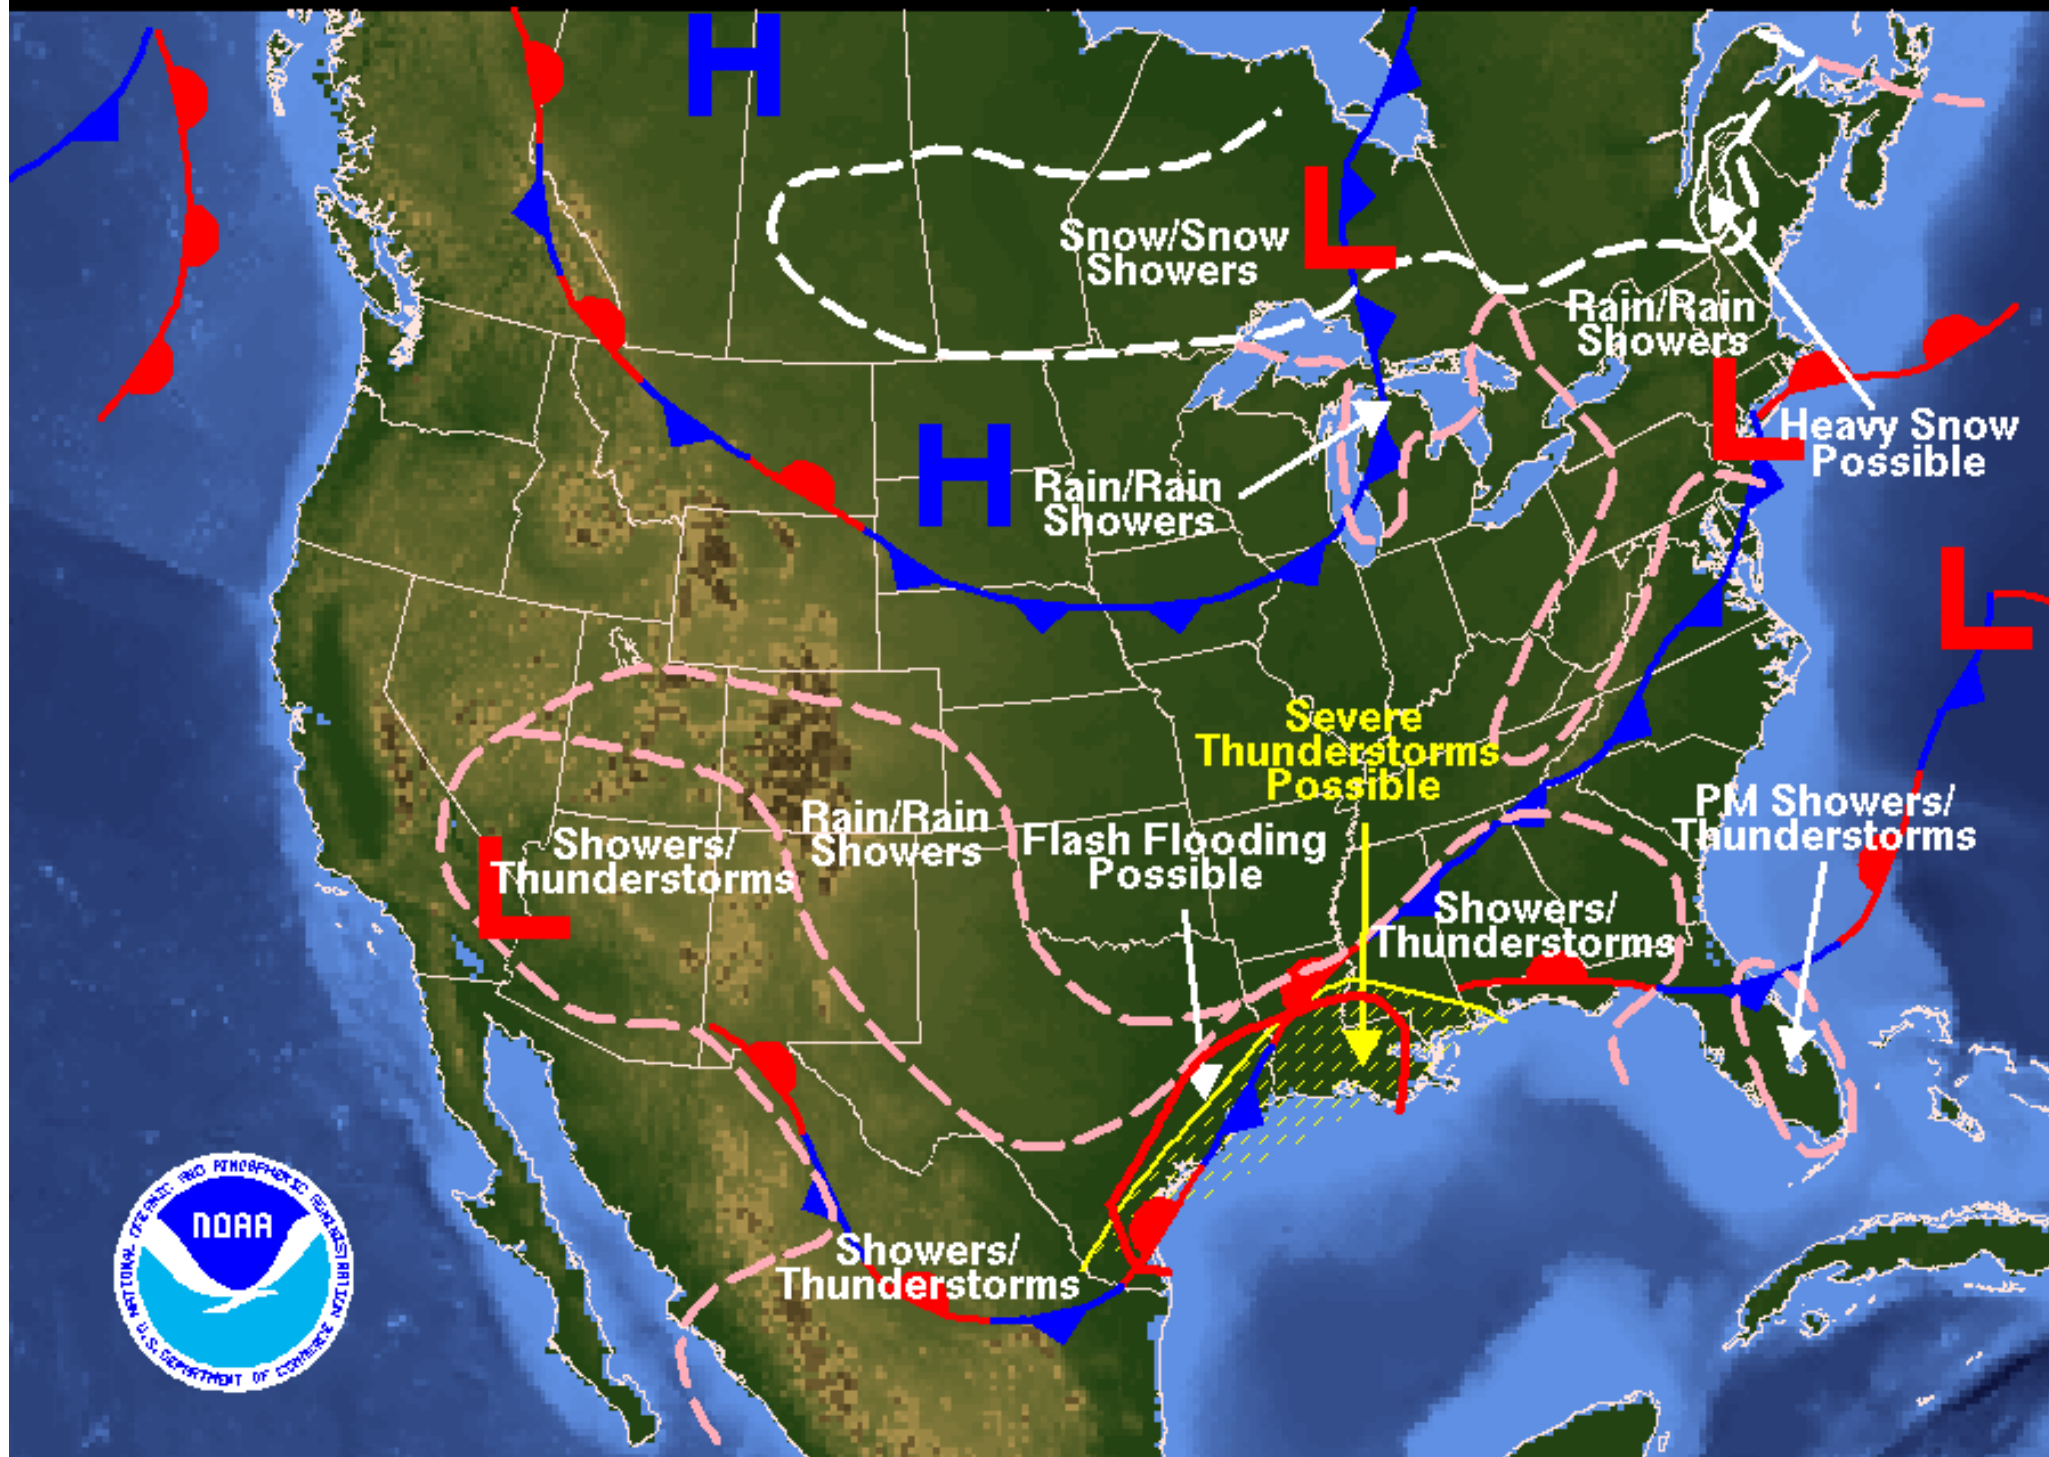 H
Snow/Snow
Showers
L
Rain/Rain
Showers
L
Heavy Snow
Possible
H
Rain/Rain
Showers
L
Severe
Thunderstorms
Possible
PM Showers/
Thunderstorms
Rain/Rain
Showers
Showers/
Thunderstorms
L
Flash Flooding
Possible
Showers/
Thunderstorms
Showers/
Thunderstorms
NATIONAL OCEANIC AND ATMOSPHERIC ADMINISTRATION
NOAA
U.S. DEPARTMENT OF COMMERCE